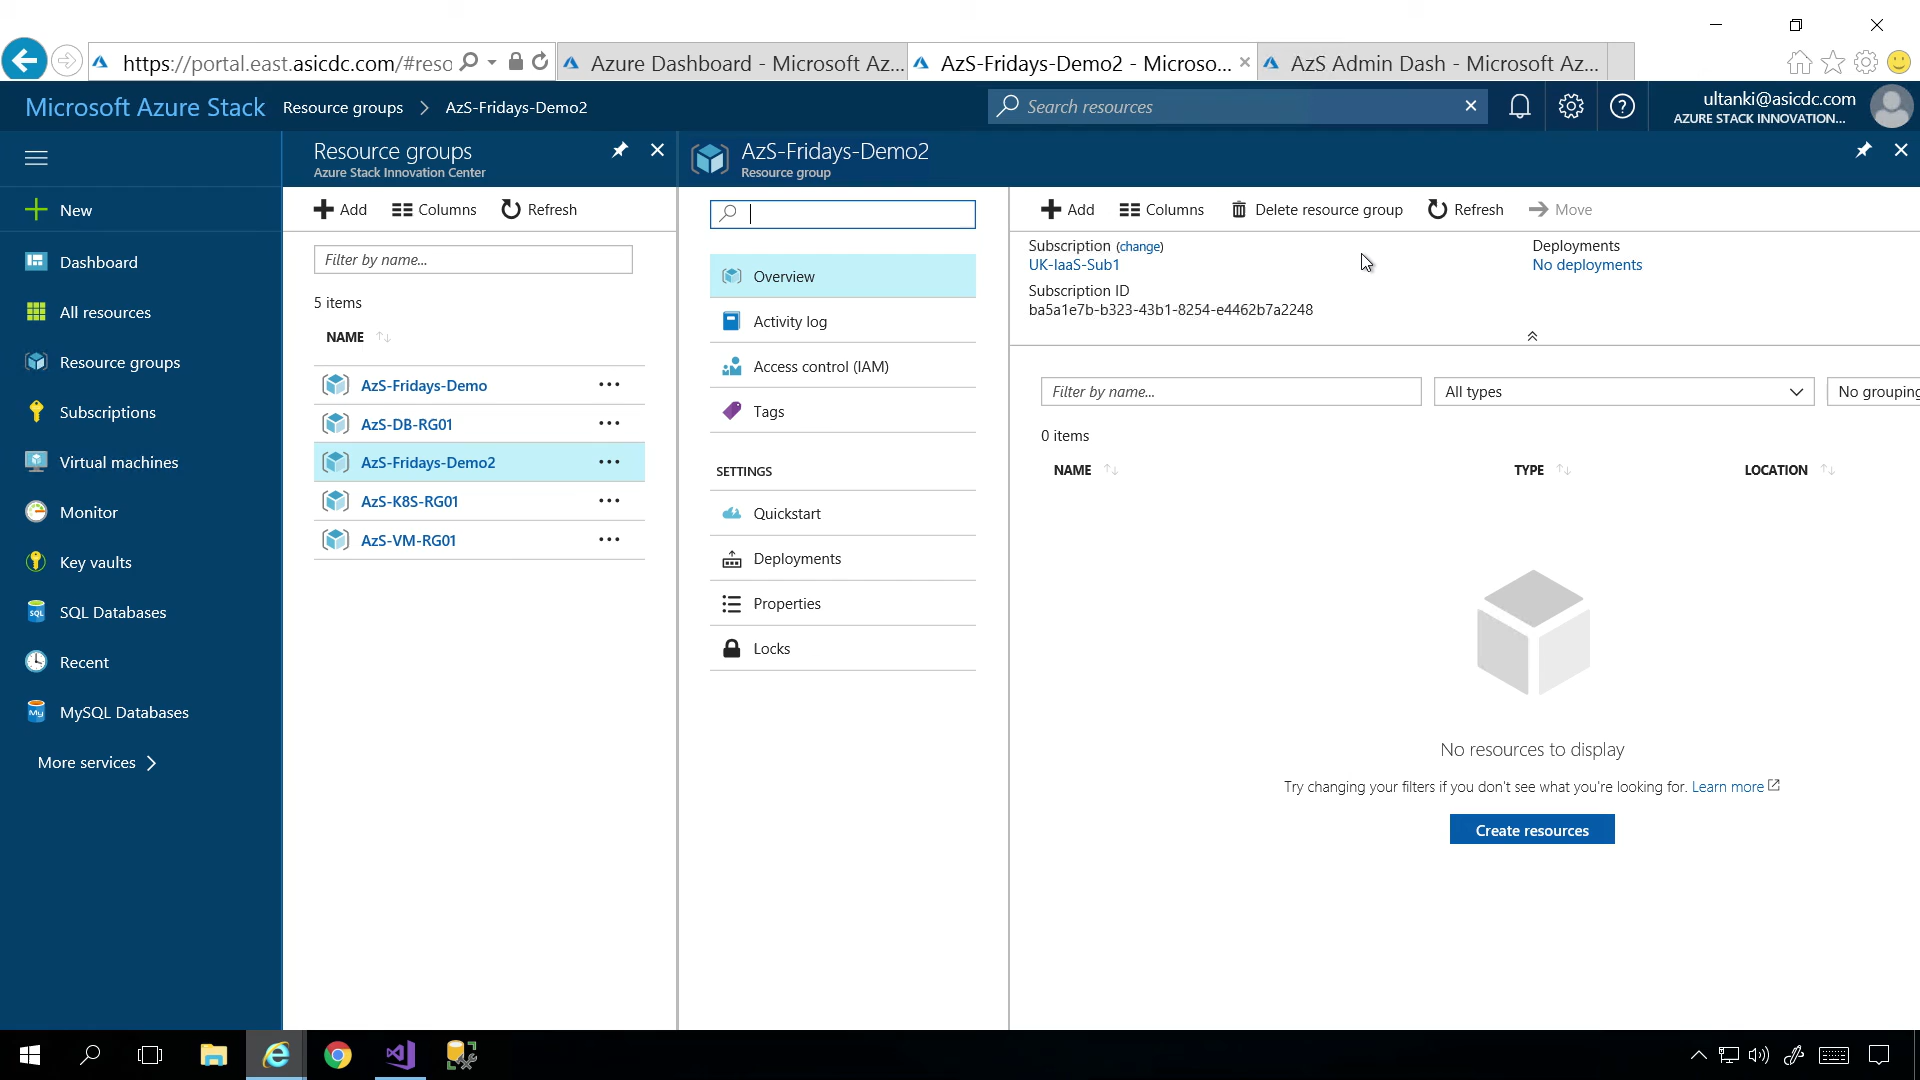 https://portal.east.asicdc.com/#reso
Azure Dashboard - Microsoft Az...
AzS-Fridays-Demo2 - Microso...
AzS Admin Dash - Microsoft Az...
Microsoft Azure Stack
Resource groups
AzS-Fridays-Demo2
Search resources
ultanki@asicdc.com
AZURE STACK INNOVATION...
New
Dashboard
All resources
Resource groups
Subscriptions
Virtual machines
Monitor
Key vaults
SQL
SQL Databases
Recent
My
MySQL Databases
More services
Resource groups
Azure Stack Innovation Center
Add
Columns
Refresh
Filter by name...
5 items
NAME
AzS-Fridays-Demo
AzS-DB-RG01
AzS-Fridays-Demo2
AzS-K8S-RG01
AzS-VM-RG01
AzS-Fridays-Demo2
Resource group
Overview
Activity log
Access control (IAM)
Tags
SETTINGS
Quickstart
Deployments
Properties
Locks
Add
Columns
Delete resource group
Refresh
Move
Subscription (change)
UK-IaaS-Sub1
Subscription ID
ba5a1e7b-b323-43b1-8254-e4462b7a2248
Deployments
No deployments
Filter by name...
All types
No grouping
0 items
NAME
TYPE
LOCATION
No resources to display
Try changing your filters if you don't see what you're looking for. Learn more
Create resources